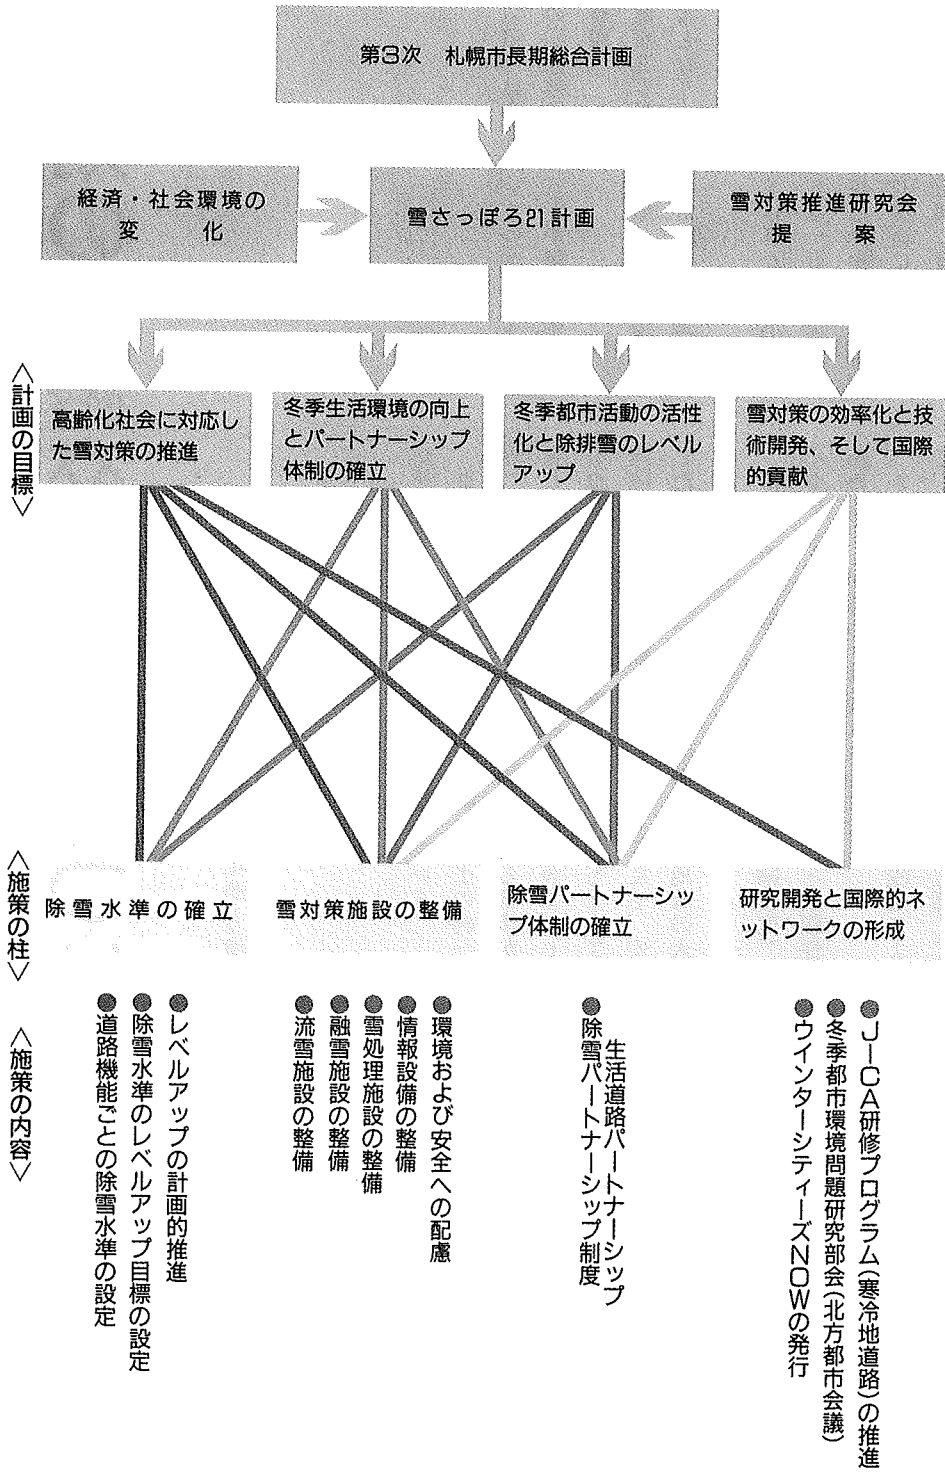 第3次 札幌市長期総合計画
経済・社会環境の
変化
雪さっぽろ21計画
雪対策推進研究会
提案
〈計画の目標〉
高齢化社会に対応し
た雪対策の推進
冬季生活環境の向上
とパートナーシップ
体制の確立
冬季都市活動の活性
化と除排雪のレベル
アップ
雪対策の効率化と技
術開発、そして国際
的貢献
〈施策の柱〉
除雪水準の確立
雪対策施設の整備
除雪パートナーシッ
プ体制の確立
研究開発と国際的ネ
ットワークの形成
〈施策の内容〉
●レベルアップの計画的推進
●除雪水準のレベルアップ目標の設定
●道路機能ごとの除雪水準の設定
●環境および安全への配慮
●情報設備の整備
●雪処理施設の整備
●融雪施設の整備
●流雪施設の整備
生活道路パートナーシップ
●除雪パートナーシップ制度
●JICA研修プログラム(寒冷地道路)の推進
●冬季都市環境問題研究部会(北方都市会議)
●ウインターシティーズNOWの発行